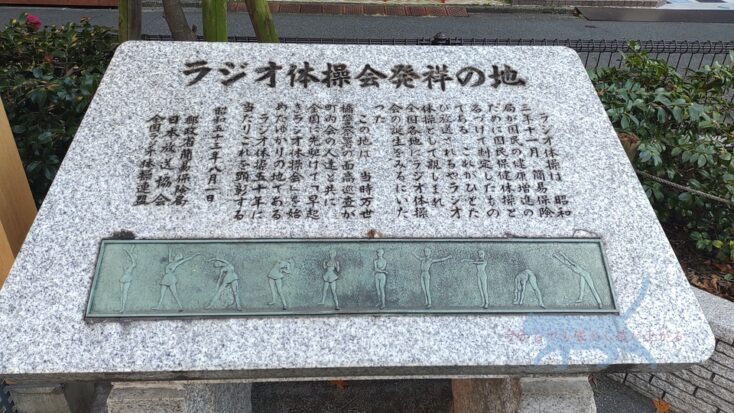 ラジオ体操会発祥の地
ラジオ体操は 昭和
三年十一月 簡易保険
局が国民の健康増進の
ために国民保健体操と
名づけて制定したもの
である これがひとた
び放送されるやラジオ
体操として親しまれ
全国各地にラジオ体操
会の誕生をみるにいた
った
この地は 当時万世
橋警察署の面高巡査が
町内会の人達と共に
全国に先駆けて「早起
きラジオ体操会」を始
めたゆかりの地である
ラジオ体操五十年に
当たりこれを顕彰する
昭和五十三年八月一日
郵政省簡易保険局
日本放送協会
全国ラジオ体操連盟